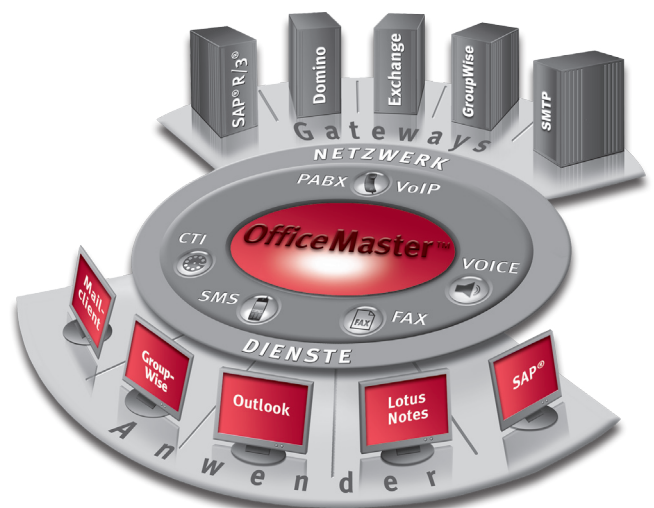 SAP® R/3®
Domino
Exchange
GroupWise
SMTP
Gateways
NETZWERK
PABX VoIP
OfficeMaster™
CTI
VOICE
SMS
FAX
FAX
DIENSTE
Mail-
client
Group-
Wise
Outlook
Lotus
Notes
SAP®
Anwender